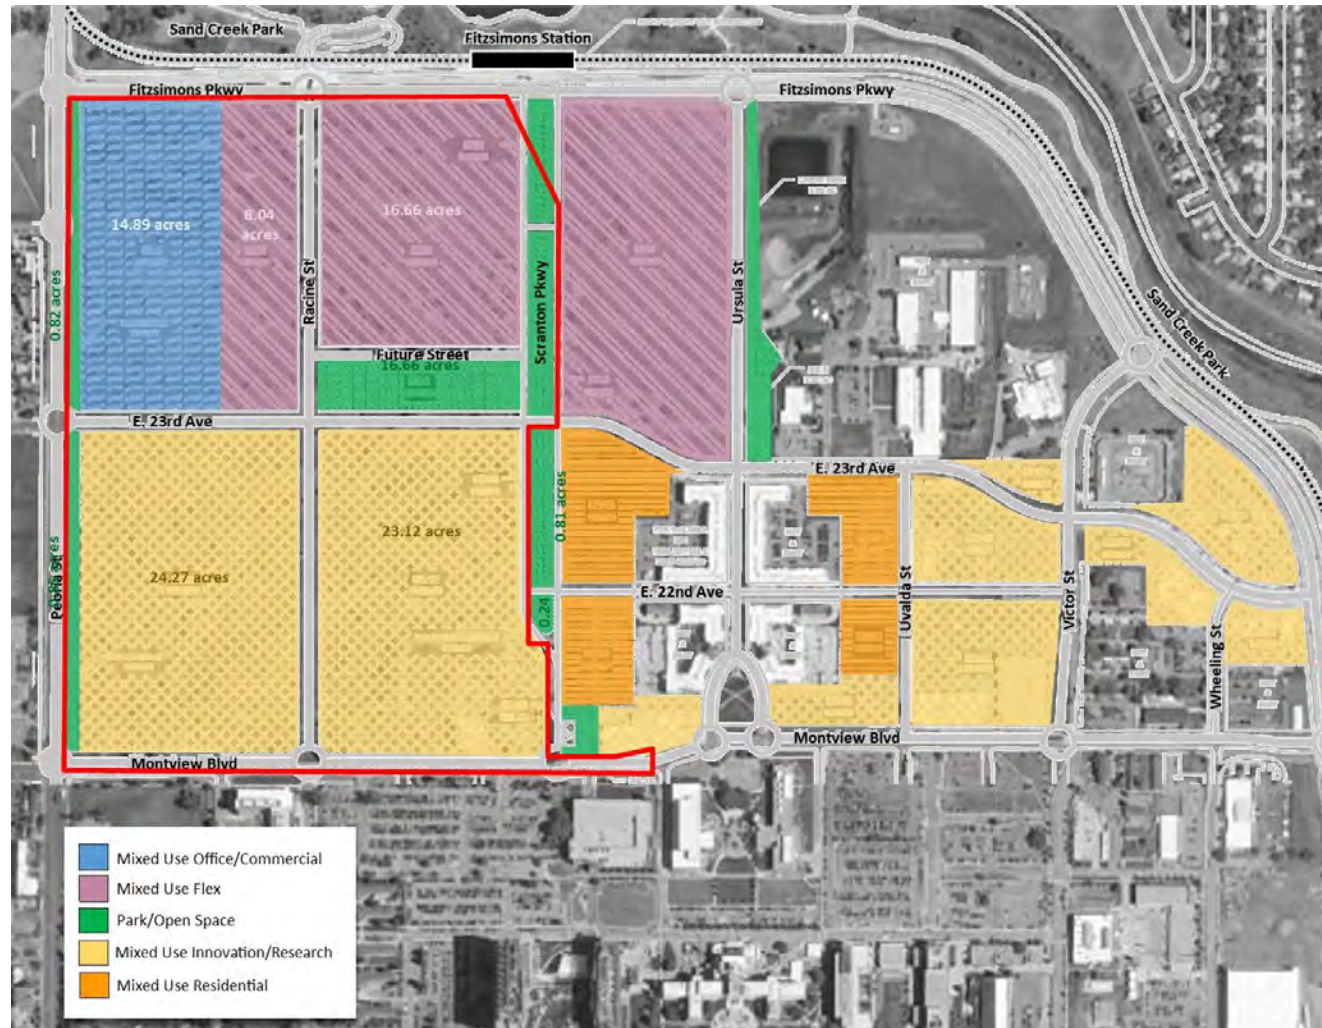 Sand Creek Park
Fitzsimons Station
Fitzsimons Pkwy
Fitzsimons Pkwy
14.89 acres
8.04
acres
16.66 acres
0.82 acres
Racine St
Scranton Pkwy
Ursula St
Sand Creek Park
Future Street
16.66 acres
E. 23rd Ave
E. 23rd Ave
23.12 acres
0.81 acres
24.27 acres
Peoria St
acres
E. 22nd Ave
0.24
Uvalda St
Victor St
Wheeling St
Montview Blvd
Montview Blvd
Mixed Use Office/Commercial
Mixed Use Flex
Park/Open Space
Mixed Use Innovation/Research
Mixed Use Residential